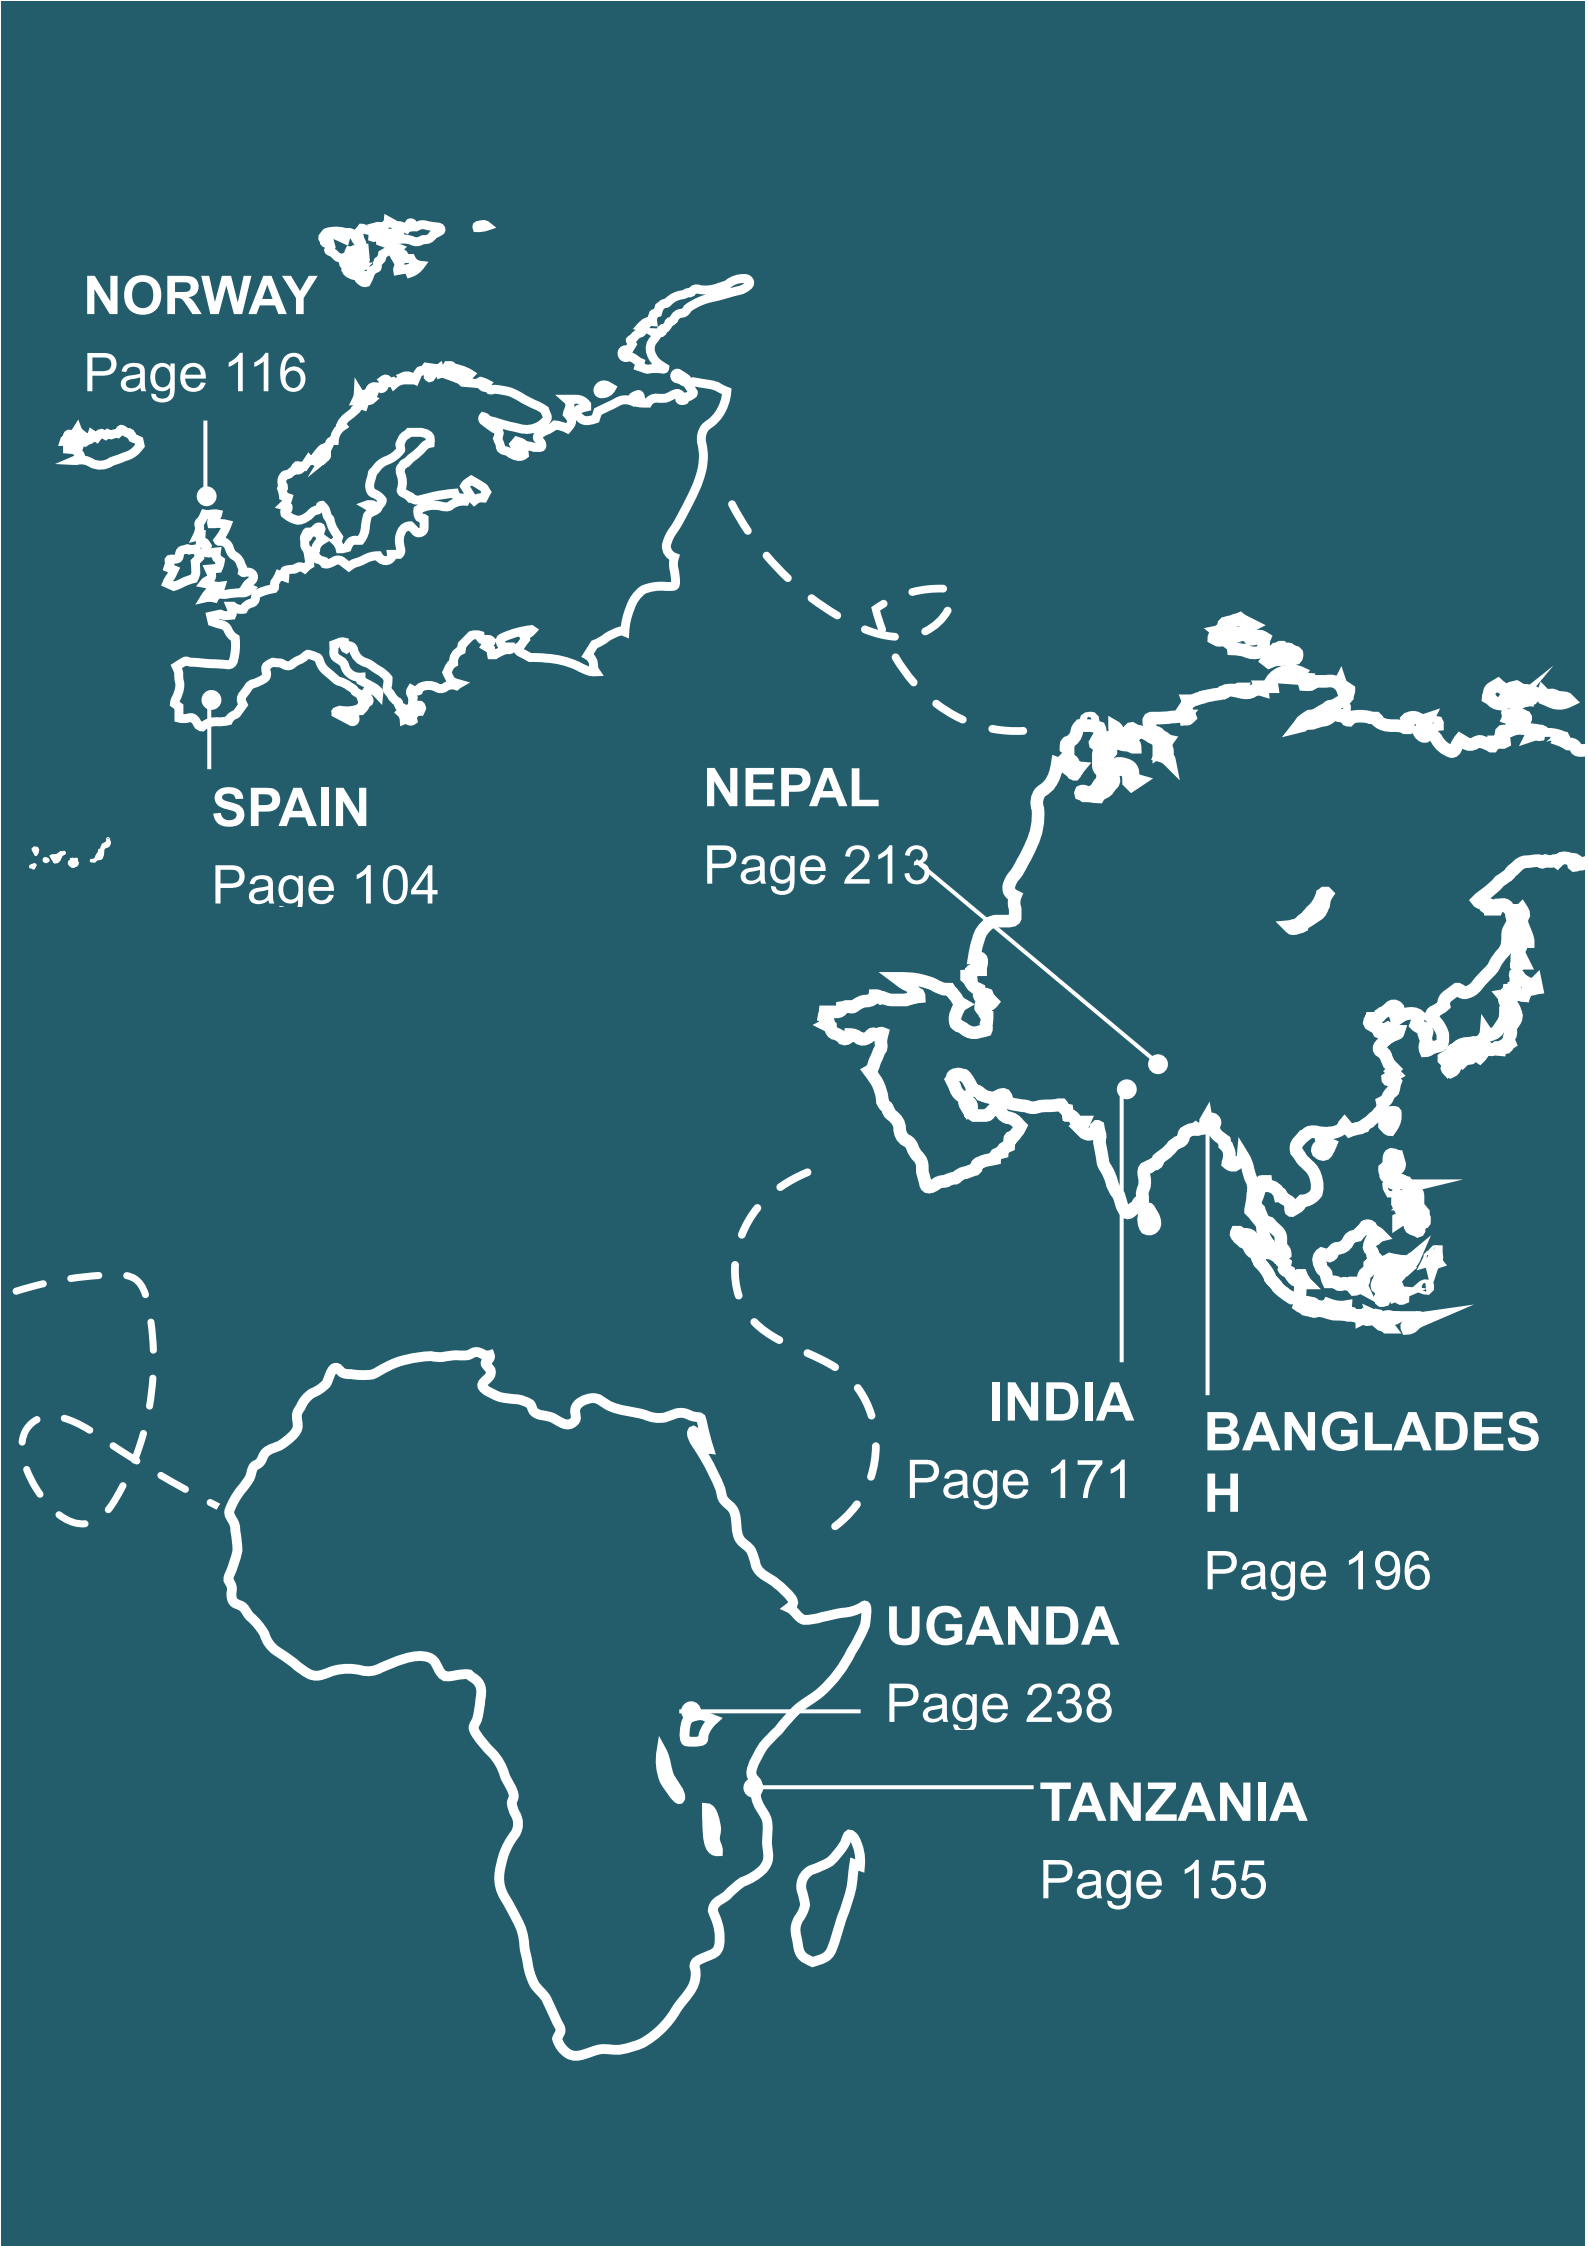 NORWAY
Page 116
SPAIN
Page 104
NEPAL
Page 213
INDIA
Page 171
BANGLADES
H
Page 196
UGANDA
Page 238
TANZANIA
Page 155